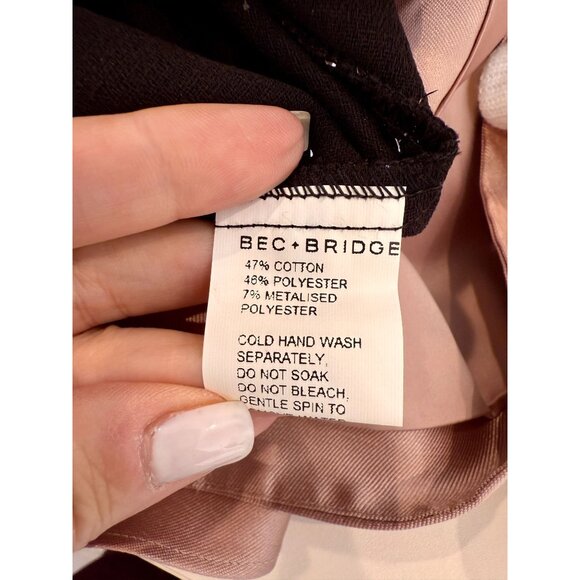 BEC + BRIDGE
47% COTTON
46% POLYESTER
7% METALISED
POLYESTER
COLD HAND WASH
SEPARATELY,
DO NOT SOAK
DO NOT BLEACH,
GENTLE SPIN TO